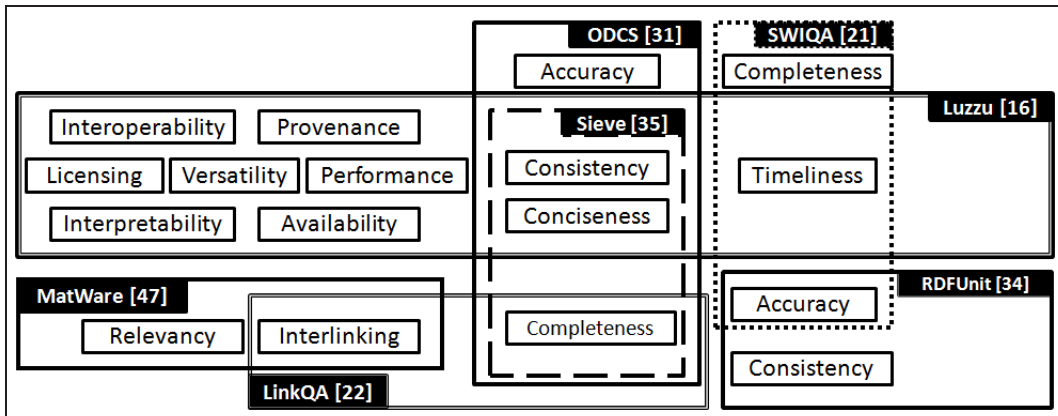 ODCS [31]
SWIQA [21]
Accuracy
Completeness
Luzzu [16]
Interoperability
Provenance
Sieve [35]
Licensing
Versatility
Performance
Consistency
Timeliness
Interpretability
Availability
Conciseness
MatWare [47]
RDFUnit [34]
Relevancy
Interlinking
Completeness
Accuracy
Consistency
LinkQA [22]